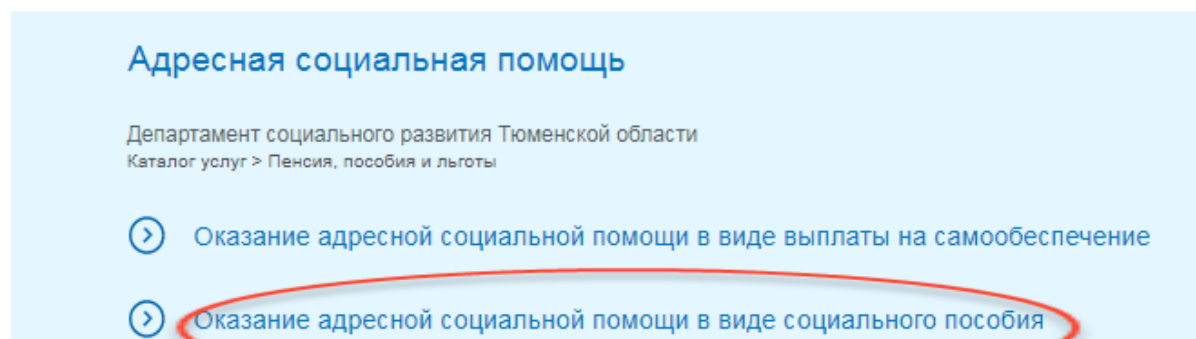 Адресная социальная помощь
Департамент социального развития Тюменской области
Каталог услуг > Пенсия, пособия и льготы
Оказание адресной социальной помощи в виде выплаты на самообеспечение
Оказание адресной социальной помощи в виде социального пособия